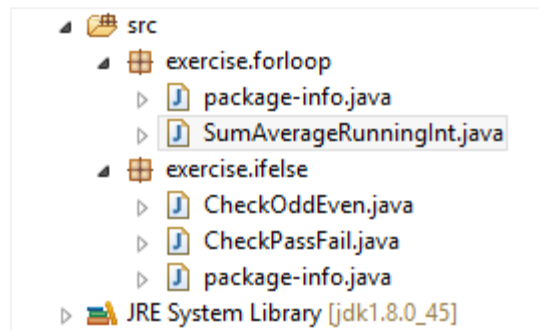 src
exercise.forloop
package-info.java
SumAverageRunningInt.java
exercise.ifelse
CheckOddEven.java
CheckPassFail.java
package-info.java
JRE System Library [jdk1.8.0_45]